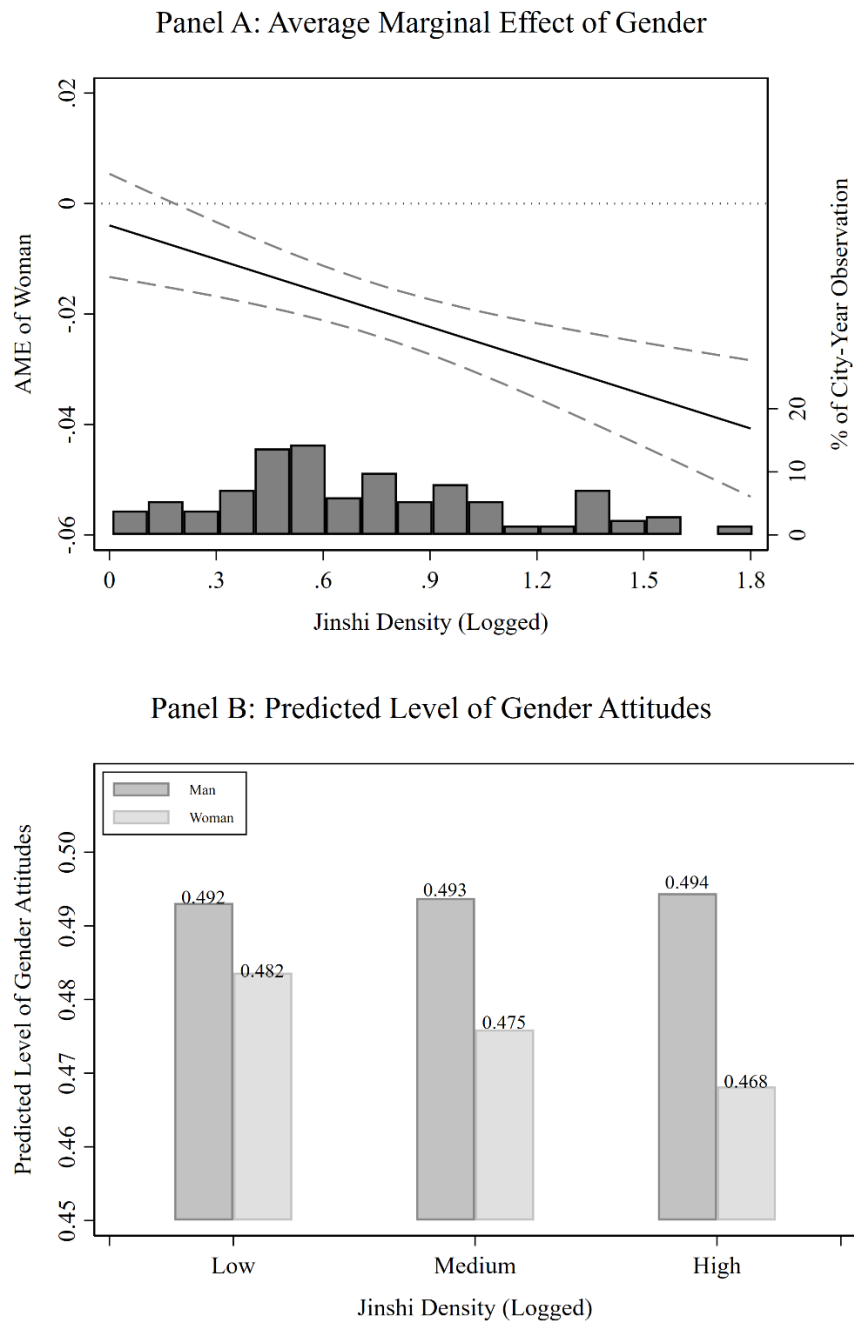 Panel A: Average Marginal Effect of Gender
AME of Woman
.02
0
-.02
-.04
-.06
% of City-Year Observation
20
10
0
0 .3 .6 .9 1.2 1.5 1.8
Jinshi Density (Logged)
Panel B: Predicted Level of Gender Attitudes
Man
Woman
Predicted Level of Gender Attitudes
0.50
0.49
0.48
0.47
0.46
0.45
0.492
0.482
0.493
0.475
0.494
0.468
Low Medium High
Jinshi Density (Logged)